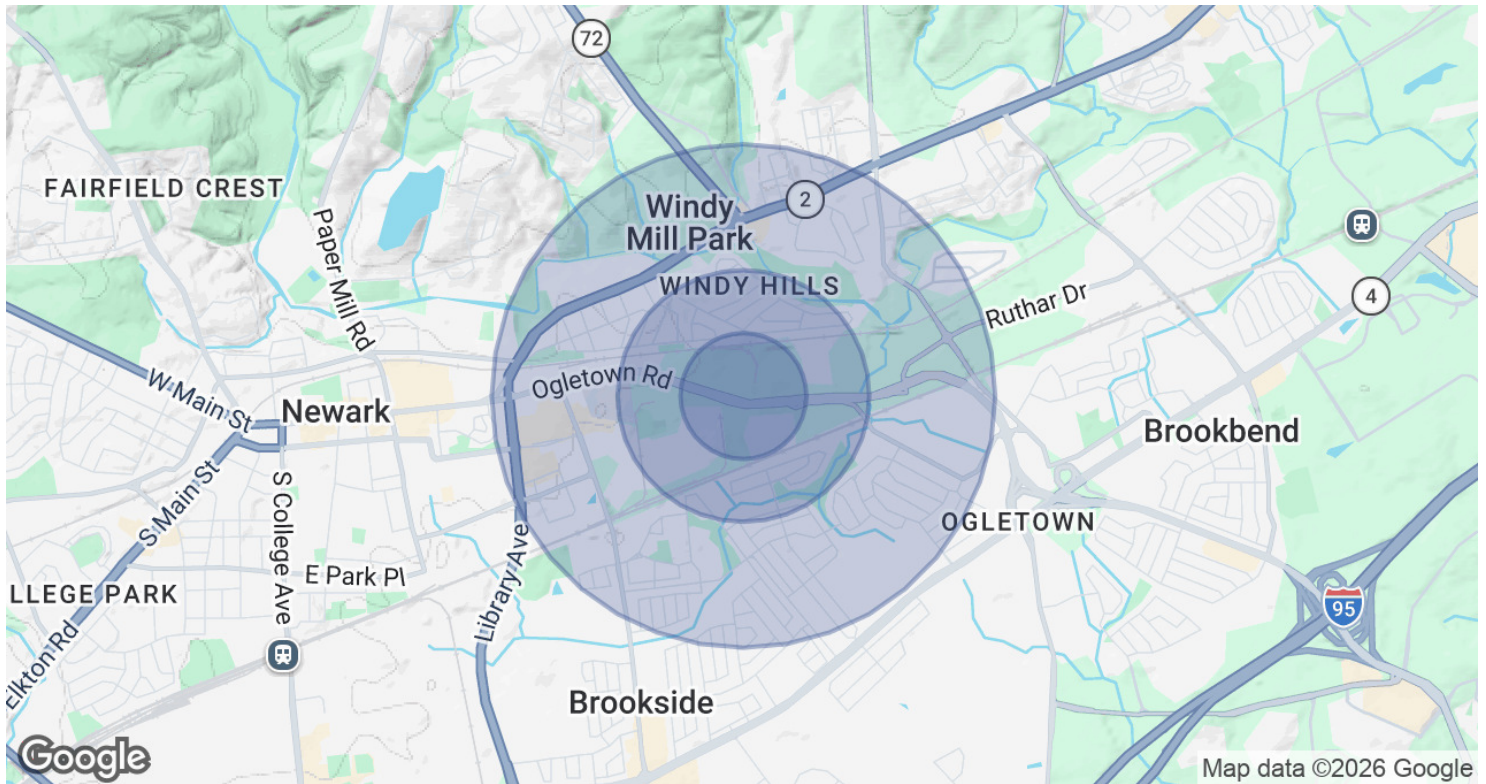 72
FAIRFIELD CREST
Windy
Mill Park
2
Paper Mill Rd
WINDY HILLS
4
Ruthar Dr
Ogletown Rd
W Main St
Newark
Brookbend
S Main St
S College Ave
OGLETOWN
Library Ave
E Park Pl
LLEGE PARK
95
Elkton Rd
Brookside
Google
Map data ©2026 Google